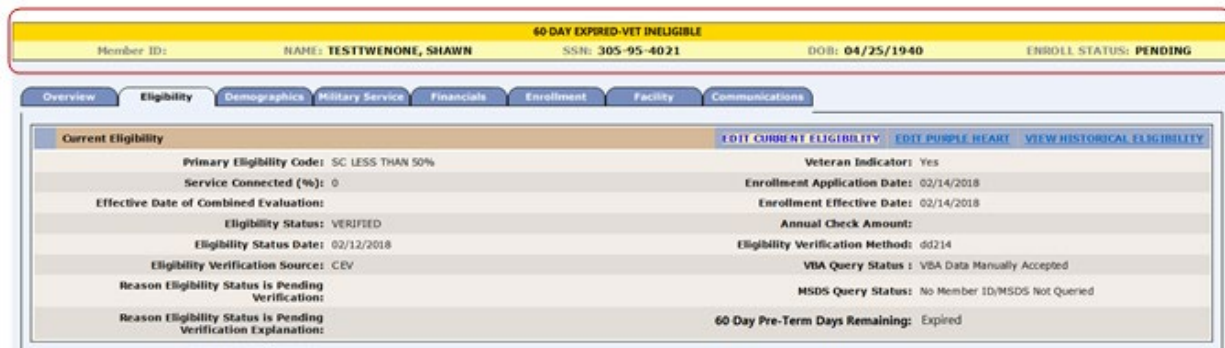 60-DAY EXPIRED-VET INELIGIBLE
Member ID: NAME: TESTTWENONE, SHAWN SSN: 305-95-4021 DOB: 04/25/1940 ENROLL STATUS: PENDING
Overview Eligibility Demographics Military Service Financials Enrollment Facility Communications
Current Eligibility EDIT CURRENT ELIGIBILITY EDIT PURPLE HEART VIEW HISTORICAL ELIGIBILITY
Primary Eligibility Code: SC LESS THAN 50% Veteran Indicator: Yes
Service Connected (%): 0 Enrollment Application Date: 02/14/2018
Effective Date of Combined Evaluation: Enrollment Effective Date: 02/14/2018
Eligibility Status: VERIFIED Annual Check Amount:
Eligibility Status Date: 02/12/2018 Eligibility Verification Method: dd214
Eligibility Verification Source: CEV VBA Query Status : VBA Data Manually Accepted
Reason Eligibility Status is Pending
Verification: MSDS Query Status: No Member ID/MSDS Not Queried
Reason Eligibility Status is Pending
Verification Explanation: 60 Day Pre-Term Days Remaining: Expired